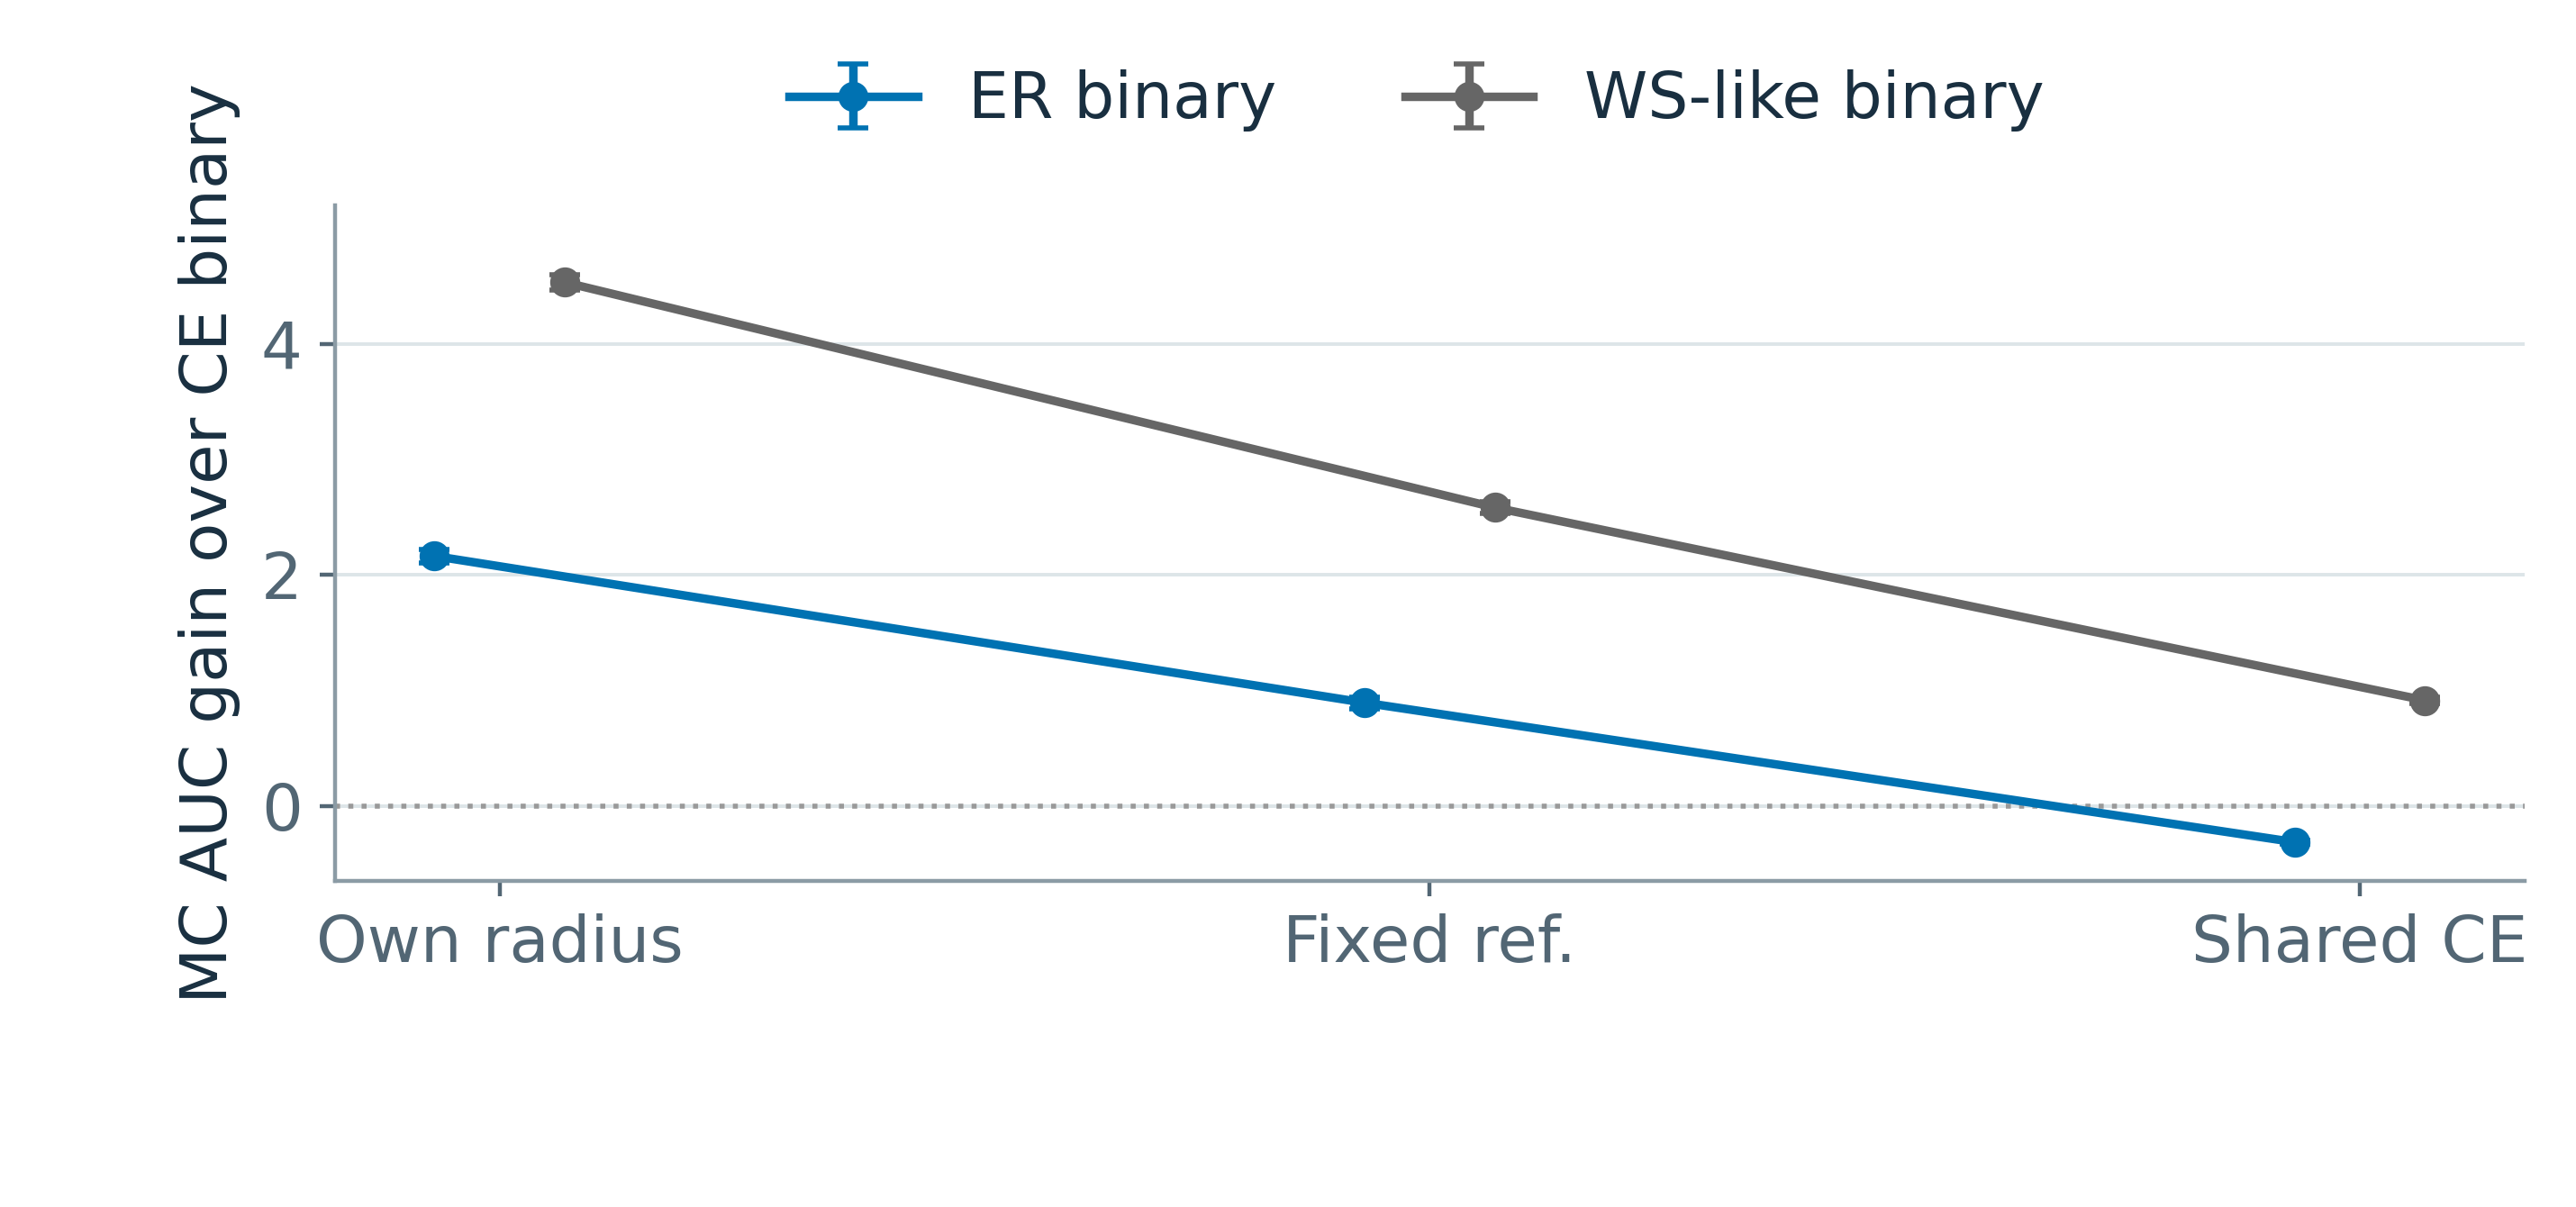 ER binary
WS-like binary
MC AUC gain over CE binary
4
2
0
Own radius
Fixed ref.
Shared CE